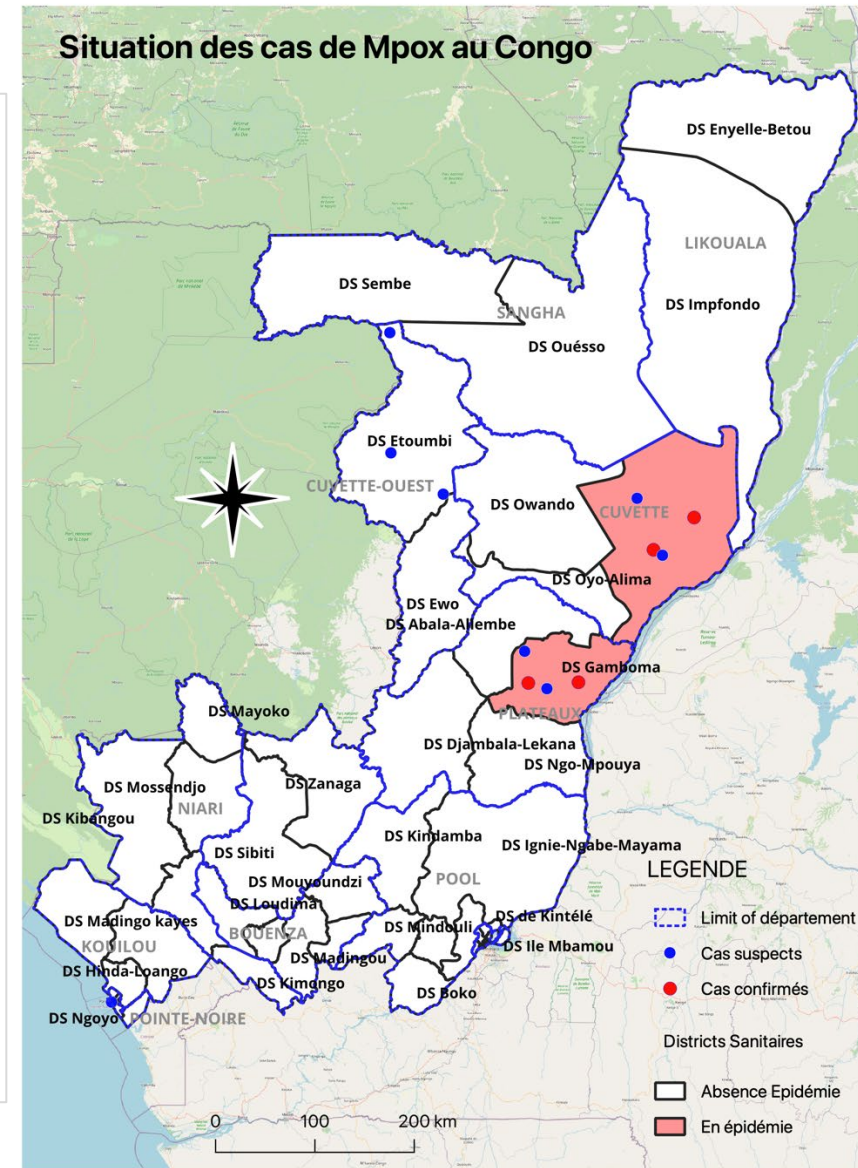 Situation des cas de Mpox au Congo
DS Enyelle-Betou
LIKOUALA
DS Sembe
DS Impfondo
SANGHA
DS Ouésso
DS Etoumbi
CUVETTE-OUEST
DS Owando
CUVETTE
DS Oyo-Alima
DS Ewo
DS Abala-Allembe
DS Gamboma
DS Mayoko
PLATEAUX
DS Djambala-Lekana
DS Ngo-Mpouya
DS Mossendjo
DS Zanaga
NIARI
DS Kibangou
DS Kindamba
DS Ignie-Ngabe-Mayama
DS Sibiti
LEGENDE
DS Mouyoundzi
POOL
DS Loudima
DS Madingo kayes
DS de Kintélé
Limit of département
DS Mindouli
BOUENZA
KOUILOU
DS Ile Mbamou
DS Madingou
Cas suspects
DS Hinda-Loango
DS Kimongo
DS Boko
Cas confirmés
DS Ngoyo
POINTE-NOIRE
Districts Sanitaires
Absence Epidémie
0 100 200 km
En épidémie